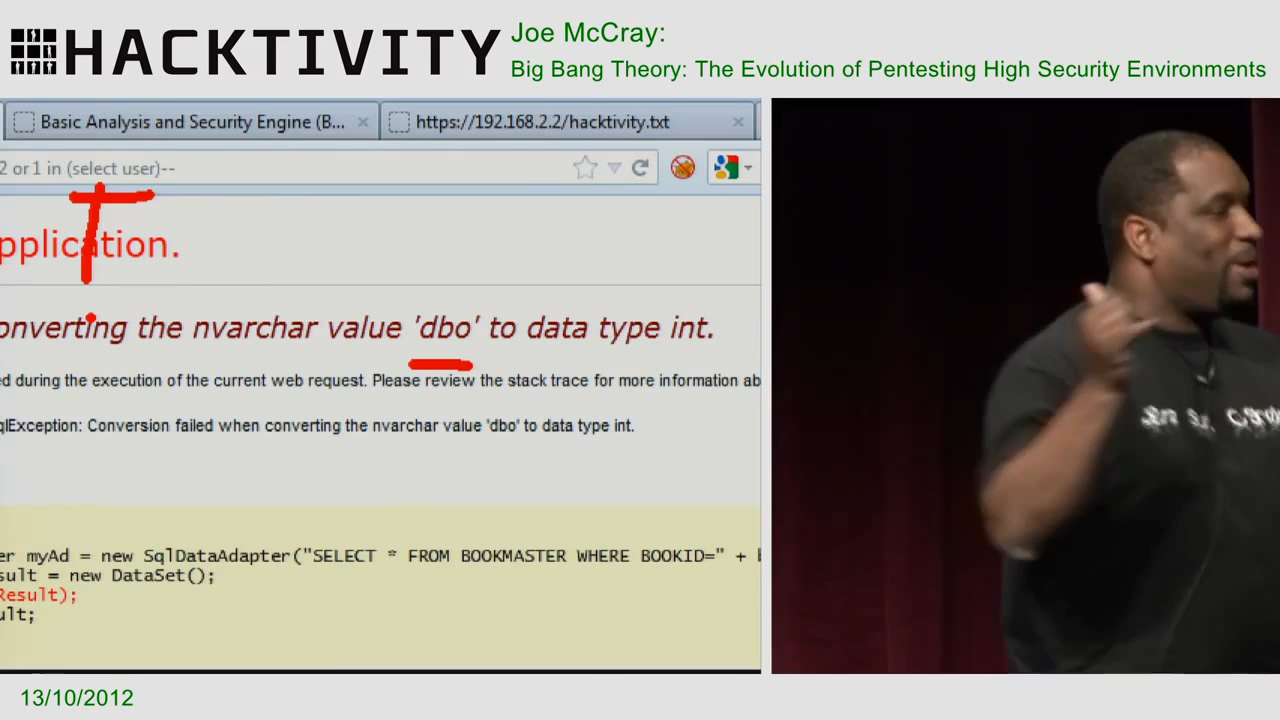 HACKTIVITY
Joe McCray:
Big Bang Theory: The Evolution of Pentesting High Security Environments
Basic Analysis and Security Engine (B...
https://192.168.2.2/hacktivity.txt
2 or 1 in (select user)--
pplication.
onverting the nvarchar value 'dbo' to data type int.
ed during the execution of the current web request. Please review the stack trace for more information ab
qlException: Conversion failed when converting the nvarchar value 'dbo' to data type int.
er myAd = new SqlDataAdapter("SELECT * FROM BOOKMASTER WHERE BOOKID=" + b
sult = new DataSet();
Result);
ult;
13/10/2012